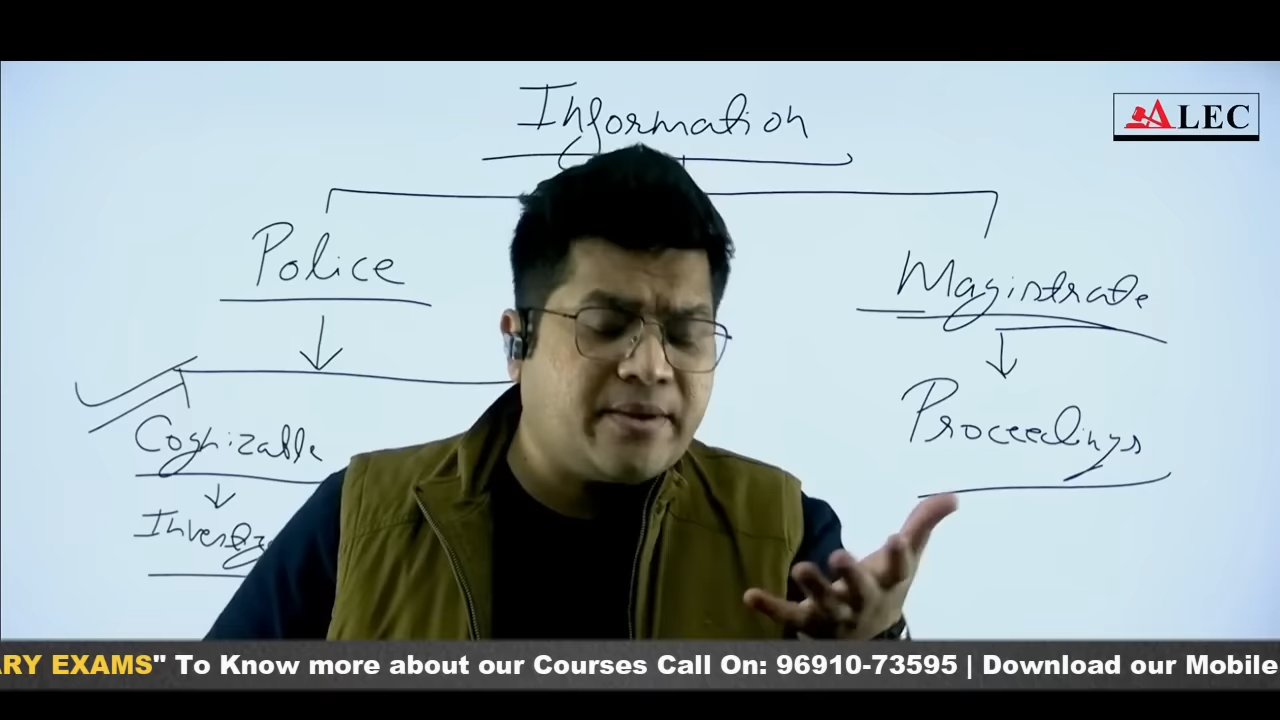 Information
ALEC
Police
Magistrate
Cognizable
Proceedings
ARY EXAMS" To Know more about our Courses Call On: 96910-73595 | Download our Mobile